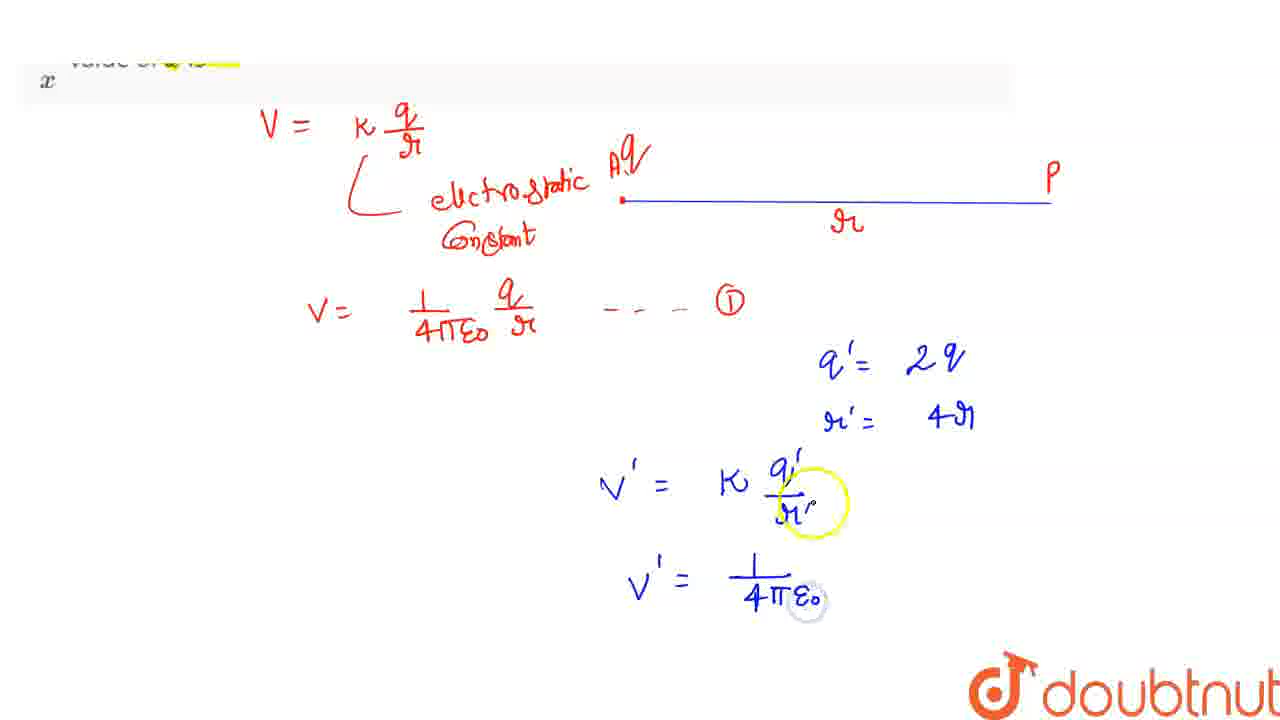 x
V = K q/r
A q
P
electrostatic
Constant
r
V = 1/4πε₀ q/r ---- ①
q' = 2q
r' = 4r
V' = K q'/r'
V' = 1/4πε₀
doubtnut